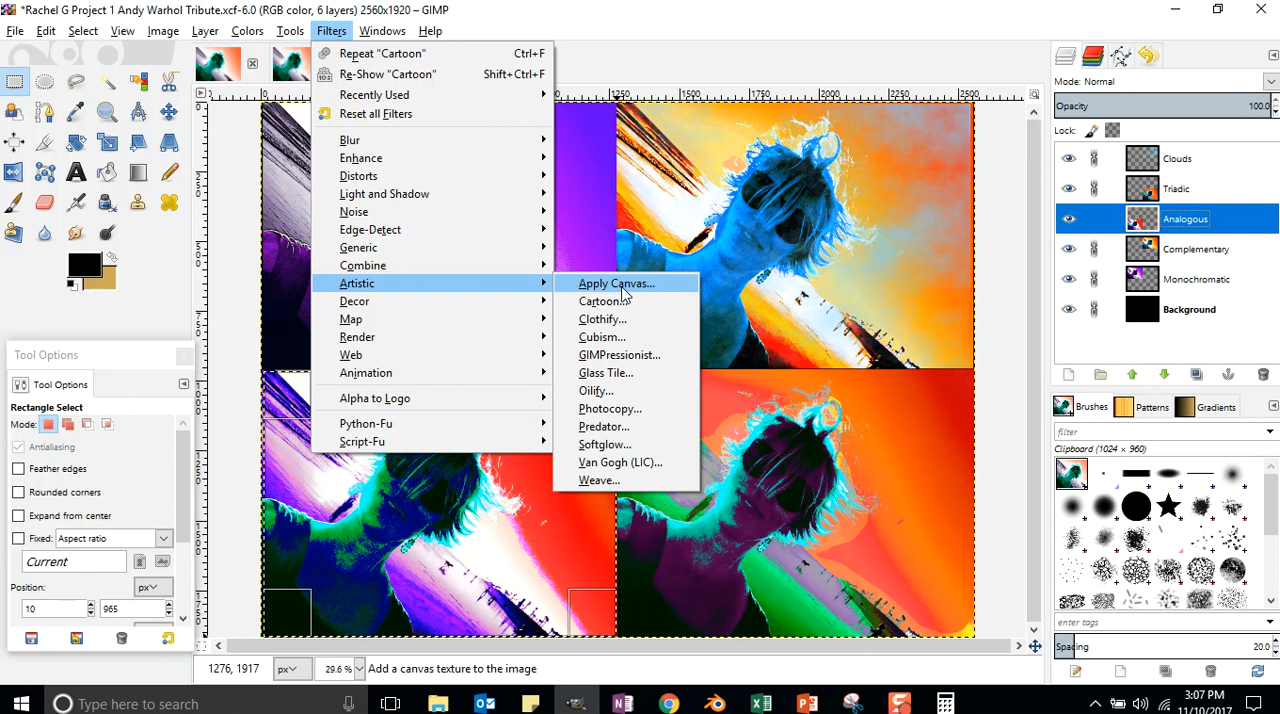 *Rachel G Project 1 Andy Warhol Tribute.xcf-6.0 (RGB color, 6 layers) 2560x1920 – GIMP
File Edit Select View Image Layer Colors Tools Filters Windows Help
Repeat "Cartoon" Ctrl+F
Re-Show "Cartoon" Shift+Ctrl+F
Recently Used
Reset all Filters
Blur
Enhance
Distorts
Light and Shadow
Noise
Edge-Detect
Generic
Combine
Artistic
Decor
Map
Render
Web
Animation
Alpha to Logo
Python-Fu
Script-Fu
Apply Canvas...
Cartoon...
Clothify...
Cubism...
GIMPressionist...
Glass Tile...
Oilify...
Photocopy...
Predator...
Softglow...
Van Gogh (LIC)...
Weave...
0 1250 1500 1750 2000 2250 2500
Tool Options
Tool Options
Rectangle Select
Mode:
Antialiasing
Feather edges
Rounded corners
Expand from center
Fixed: Aspect ratio
Current
Position:
px
10 965
1276, 1917 px 29.6 % Add a canvas texture to the image
Mode: Normal
Opacity 100.0
Lock:
Clouds
Triadic
Analogous
Complementary
Monochromatic
Background
Brushes Patterns Gradients
filter
Clipboard (1024 × 960)
enter tags
Spacing 20.0
Type here to search
3:07 PM
11/10/2017